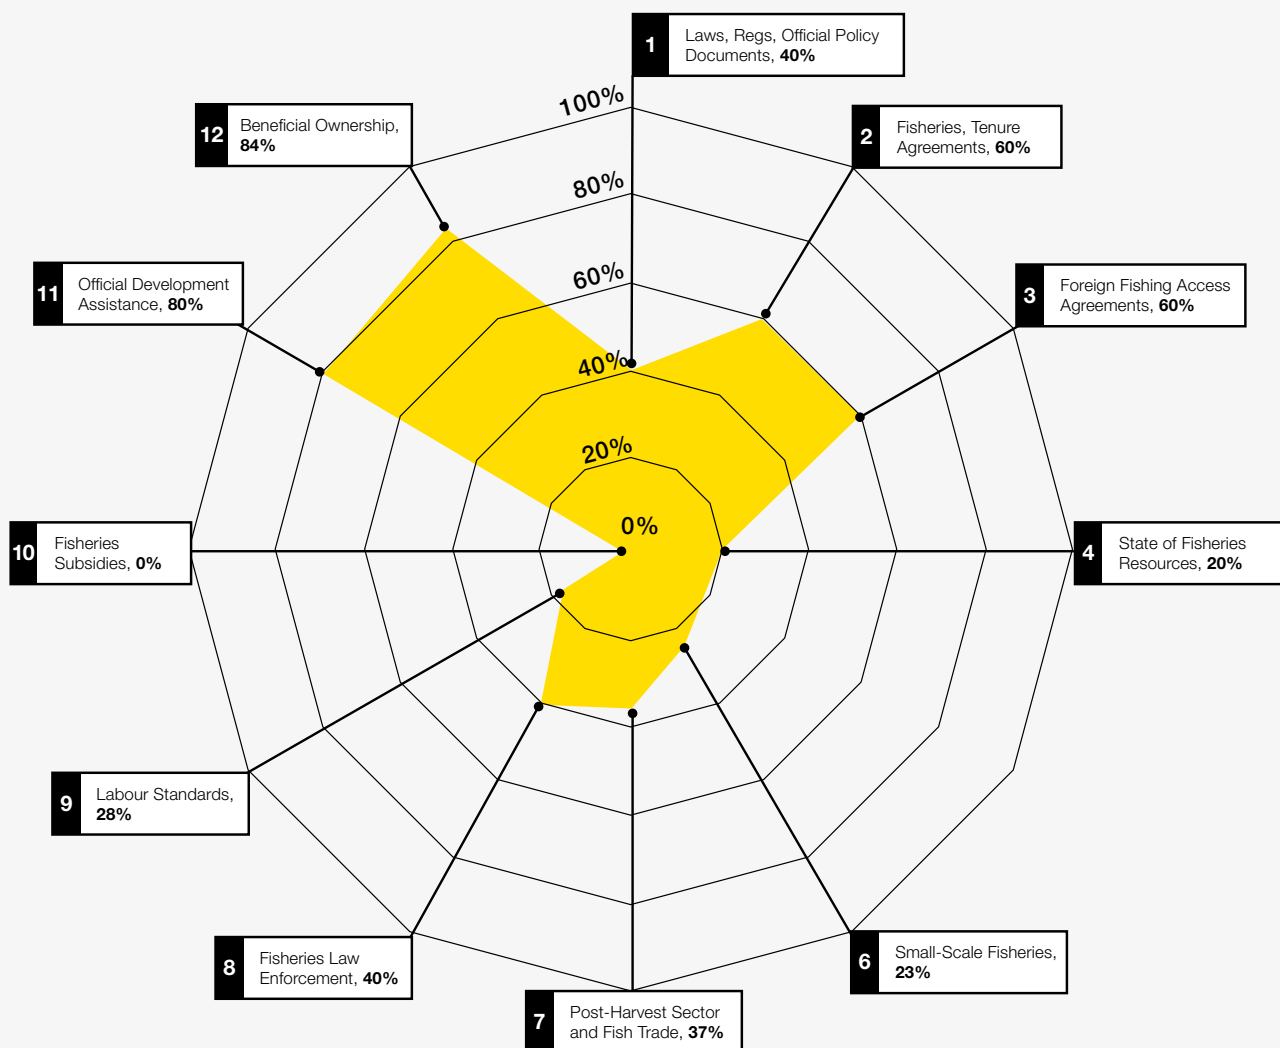 1
Laws, Regs, Official Policy
Documents, 40%
2
Fisheries, Tenure
Agreements, 60%
3
Foreign Fishing Access
Agreements, 60%
4
State of Fisheries
Resources, 20%
6
Small-Scale Fisheries,
23%
7
Post-Harvest Sector
and Fish Trade, 37%
8
Fisheries Law
Enforcement, 40%
9
Labour Standards,
28%
10
Fisheries
Subsidies, 0%
11
Official Development
Assistance, 80%
12
Beneficial Ownership,
84%
100%
80%
60%
40%
20%
0%